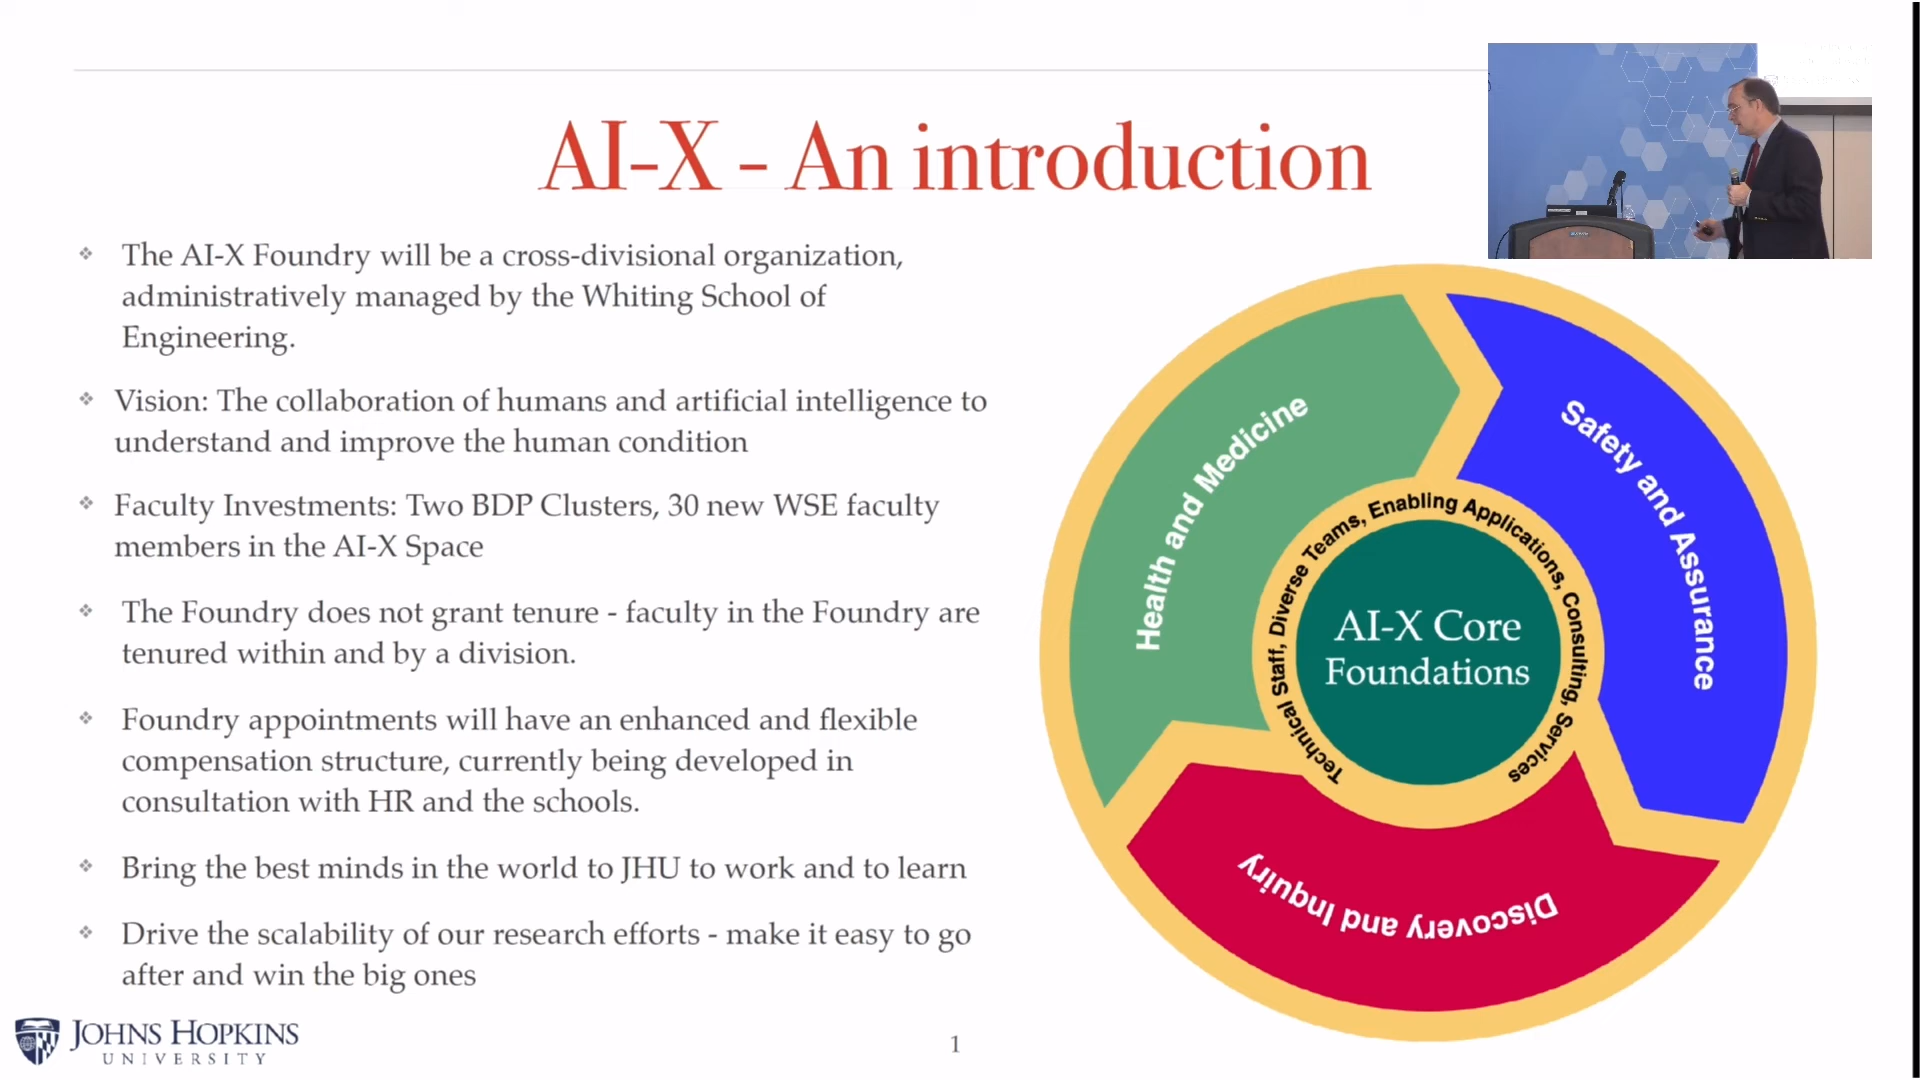 AI-X - An introduction
❖ The AI-X Foundry will be a cross-divisional organization,
administratively managed by the Whiting School of
Engineering.
❖ Vision: The collaboration of humans and artificial intelligence to
understand and improve the human condition
❖ Faculty Investments: Two BDP Clusters, 30 new WSE faculty
members in the AI-X Space
❖ The Foundry does not grant tenure - faculty in the Foundry are
tenured within and by a division.
❖ Foundry appointments will have an enhanced and flexible
compensation structure, currently being developed in
consultation with HR and the schools.
❖ Bring the best minds in the world to JHU to work and to learn
❖ Drive the scalability of our research efforts - make it easy to go
after and win the big ones
Health and Medicine
Safety and Assurance
Discovery and Inquiry
Technical Staff, Diverse Teams, Enabling Applications, Consulting, Services
AI-X Core
Foundations
JOHNS HOPKINS
UNIVERSITY
1